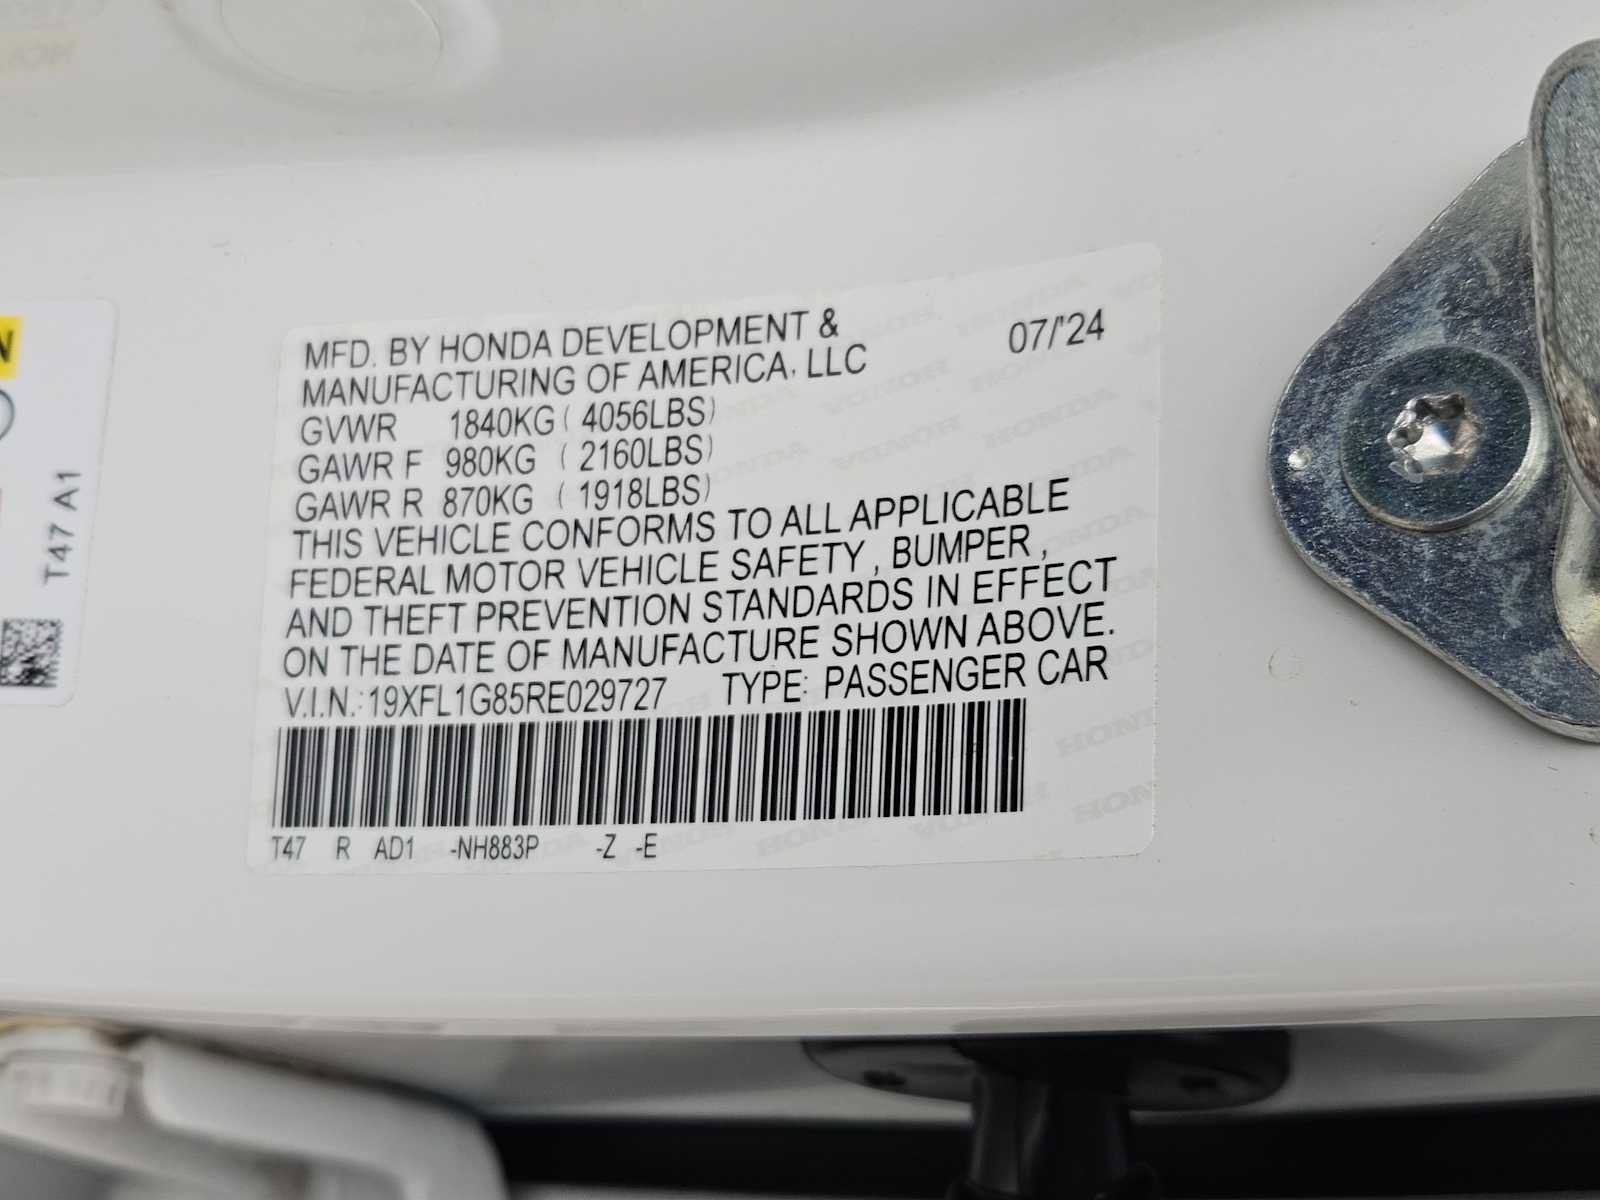 MFD. BY HONDA DEVELOPMENT & 07/'24
MANUFACTURING OF AMERICA, LLC
GVWR 1840KG ( 4056LBS)
GAWR F 980KG ( 2160LBS)
GAWR R 870KG ( 1918LBS)
THIS VEHICLE CONFORMS TO ALL APPLICABLE
FEDERAL MOTOR VEHICLE SAFETY , BUMPER ,
AND THEFT PREVENTION STANDARDS IN EFFECT
ON THE DATE OF MANUFACTURE SHOWN ABOVE.
V.I.N.: 19XFL1G85RE029727 TYPE: PASSENGER CAR
T47 R AD1 -NH883P -Z -E
T47 A1